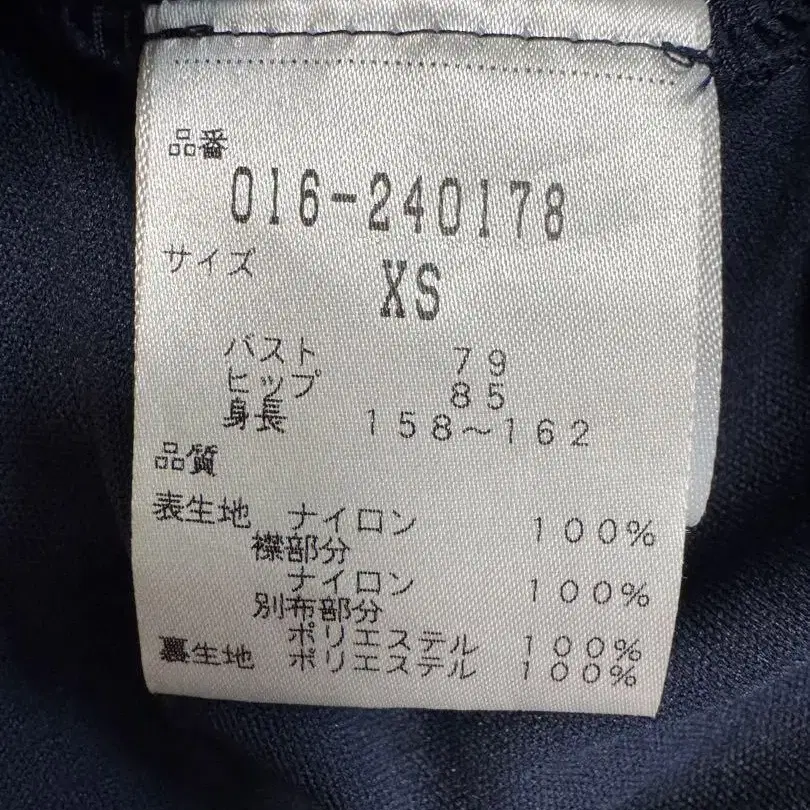 品番
016-240178
サイズ
XS
バスト 79
ヒップ 85
身長 158～162
品質
表生地 ナイロン 100%
襟部分
ナイロン 100%
別布部分
ポリエステル 100%
裏生地 ポリエステル 100%